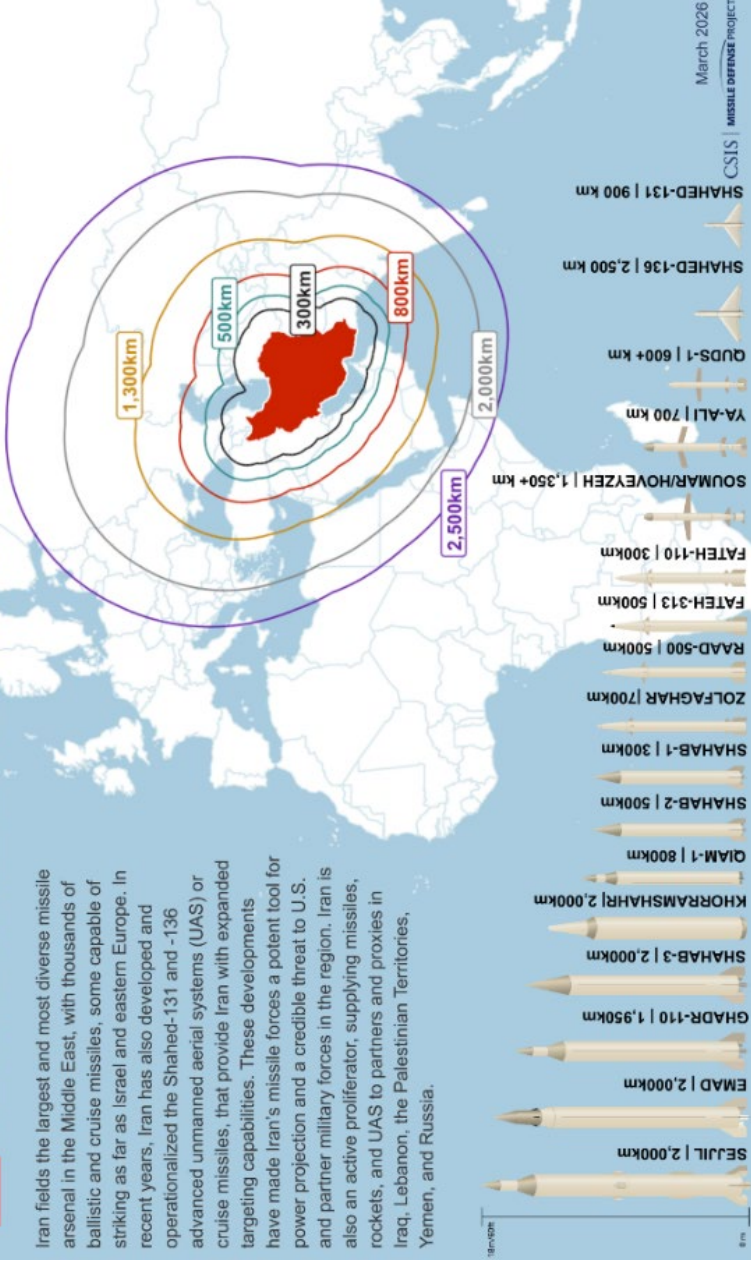 Iran fields the largest and most diverse missile
arsenal in the Middle East, with thousands of
ballistic and cruise missiles, some capable of
striking as far as Israel and eastern Europe. In
recent years, Iran has also developed and
operationalized the Shahed-131 and -136
advanced unmanned aerial systems (UAS) or
cruise missiles, that provide Iran with expanded
targeting capabilities. These developments
have made Iran's missile forces a potent tool for
power projection and a credible threat to U.S.
and partner military forces in the region. Iran is
also an active proliferator, supplying missiles,
rockets, and UAS to partners and proxies in
Iraq, Lebanon, the Palestinian Territories,
Yemen, and Russia.
2,500km
1,300km
500km
300km
800km
2,000km
18m/60ft
0 m
SEJJIL | 2,000km
EMAD | 2,000km
GHADR-110 | 1,950km
SHAHAB-3 | 2,000km
KHORRAMSHAHR| 2,000km
QIAM-1 | 800km
SHAHAB-2 | 500km
SHAHAB-1 | 300km
ZOLFAGHAR |700km
RAAD-500 | 500km
FATEH-313 | 500km
FATEH-110 | 300km
SOUMAR/HOVEYZEH | 1,350+ km
YA-ALI | 700 km
QUDS-1 | 600+ km
SHAHED-136 | 2,500 km
SHAHED-131 | 900 km
March 2026
CSIS | MISSILE DEFENSE PROJECT